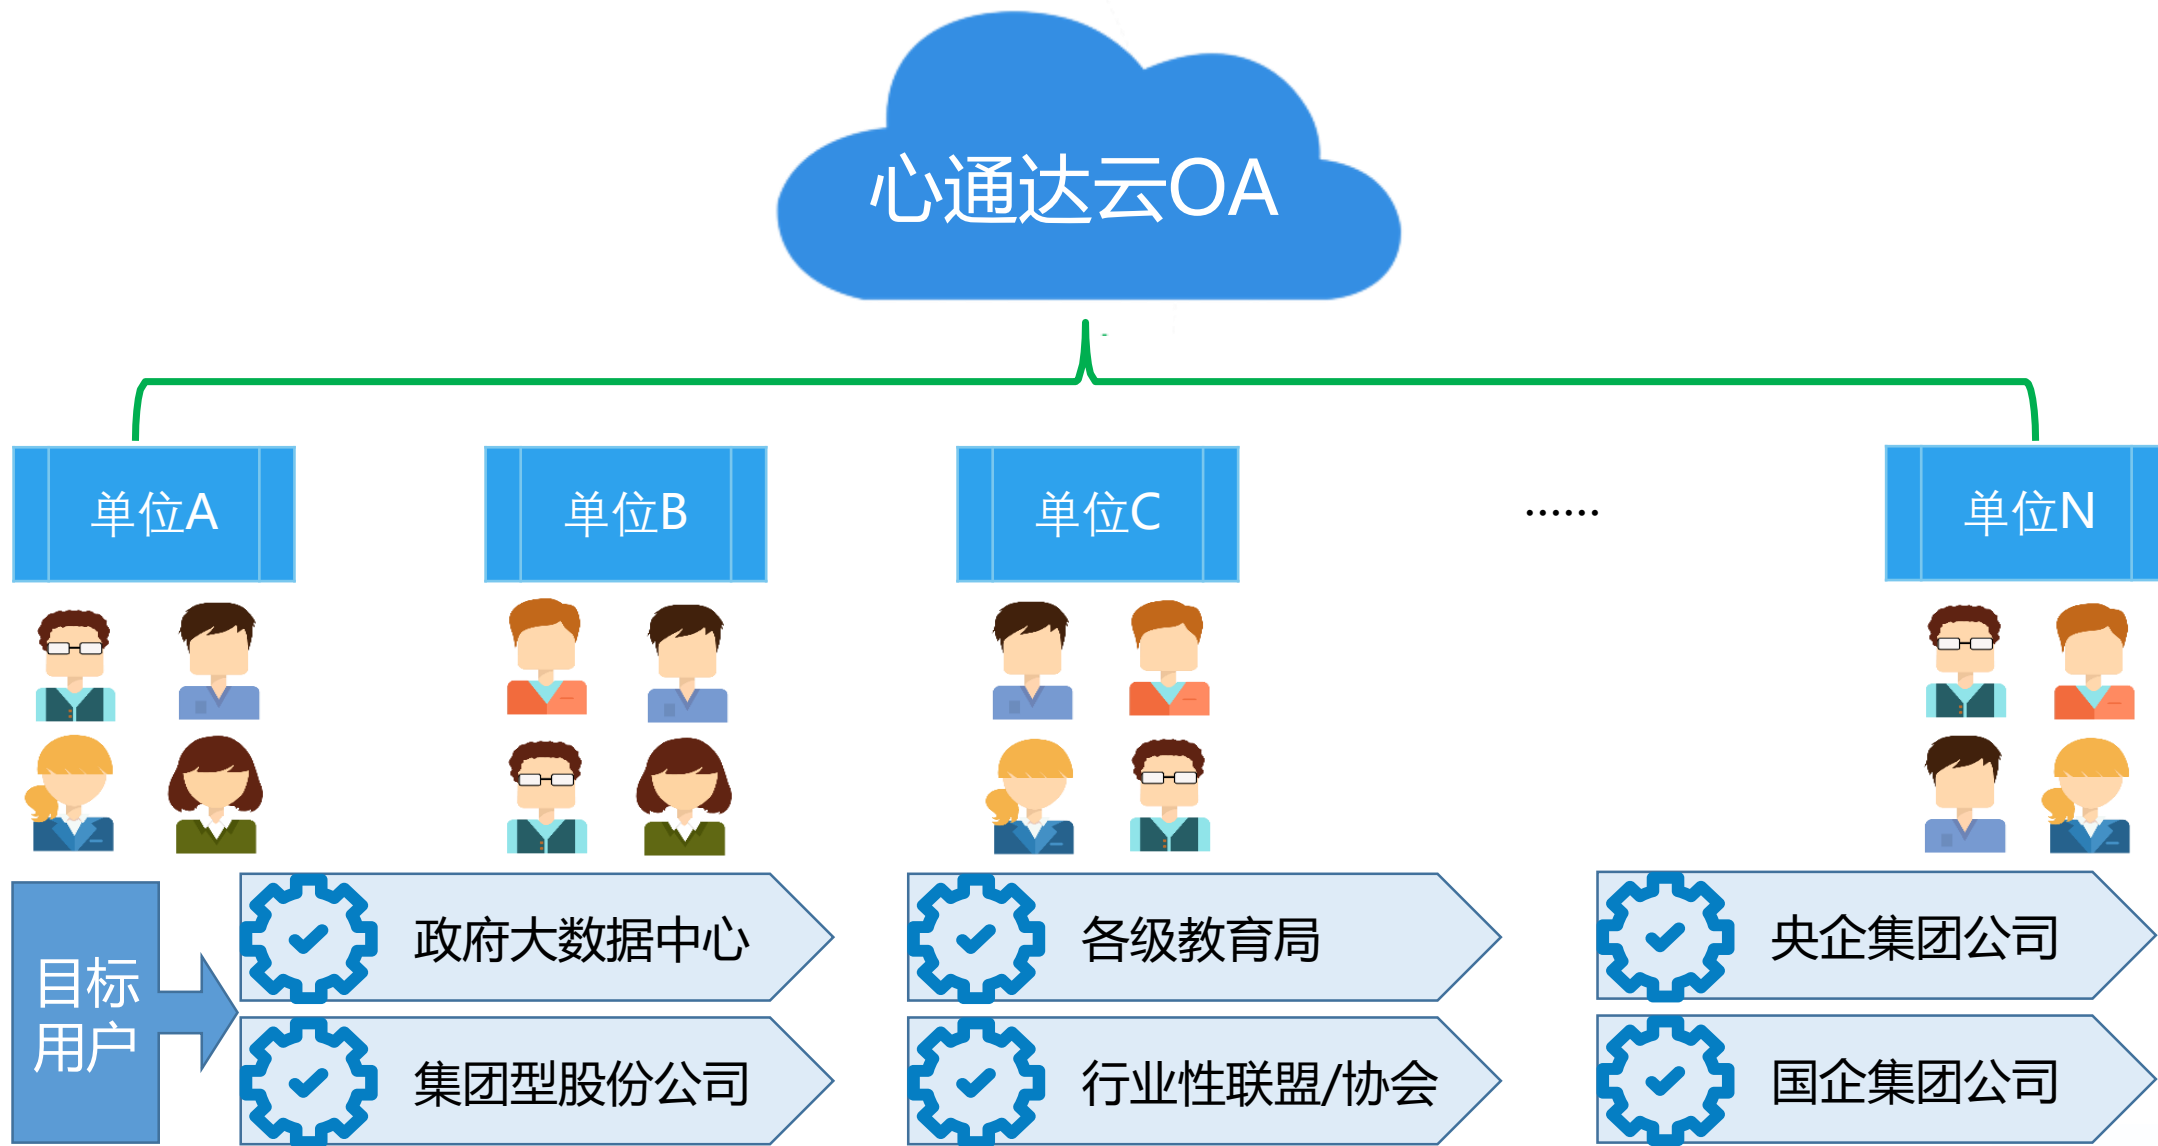 心通达云OA
单位A
单位B
单位C
······
单位N
目标
用户
政府大数据中心
各级教育局
央企集团公司
集团型股份公司
行业性联盟/协会
国企集团公司